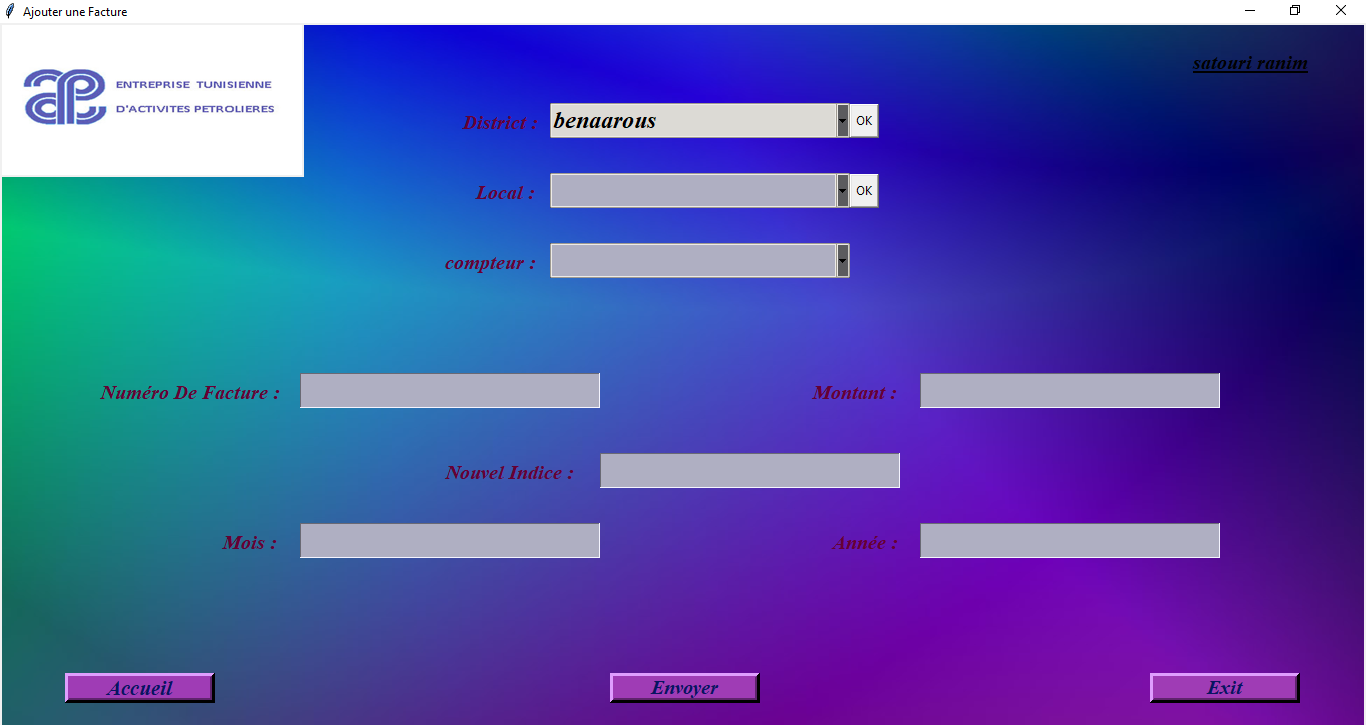 Ajouter une Facture
ENTREPRISE TUNISIENNE
D'ACTIVITES PETROLIERES
satouri ranim
District : benaarous OK
Local : OK
compteur :
Numéro De Facture : Montant :
Nouvel Indice :
Mois : Année :
Accueil Envoyer Exit